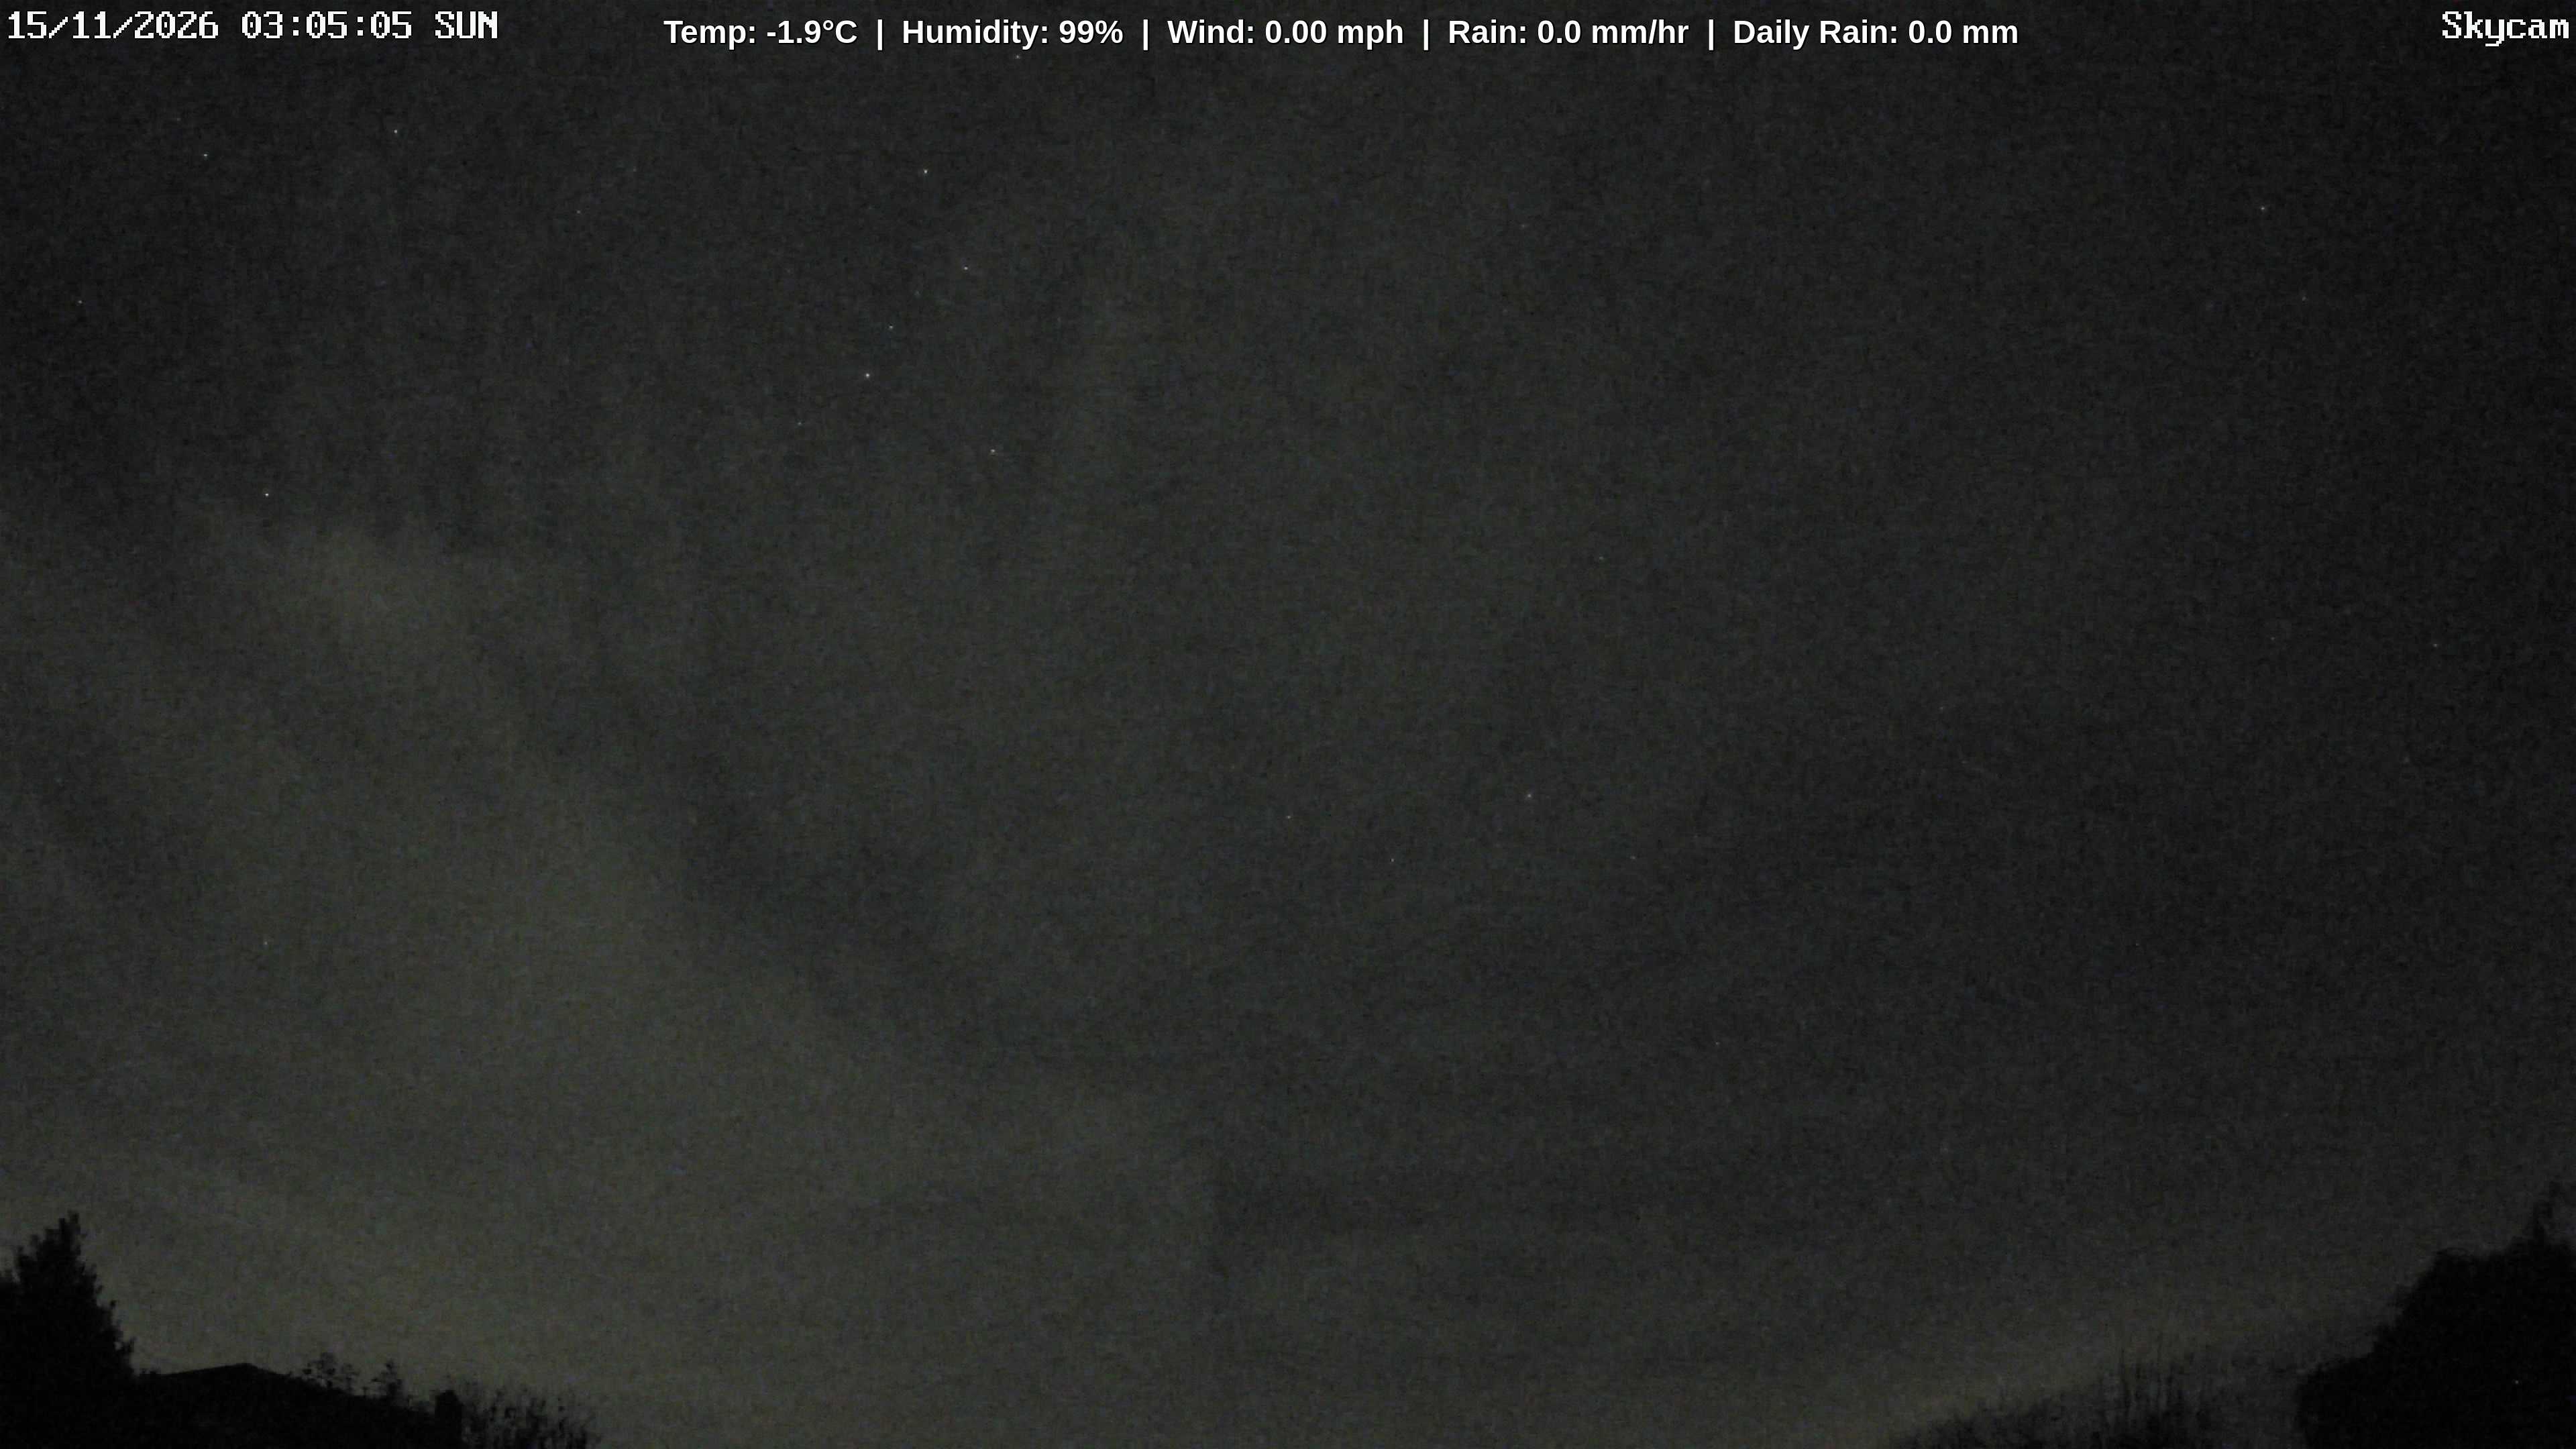 15/11/2026 03:05:05 SUN
Temp: -1.9°C | Humidity: 99% | Wind: 0.00 mph | Rain: 0.0 mm/hr | Daily Rain: 0.0 mm
Skycam